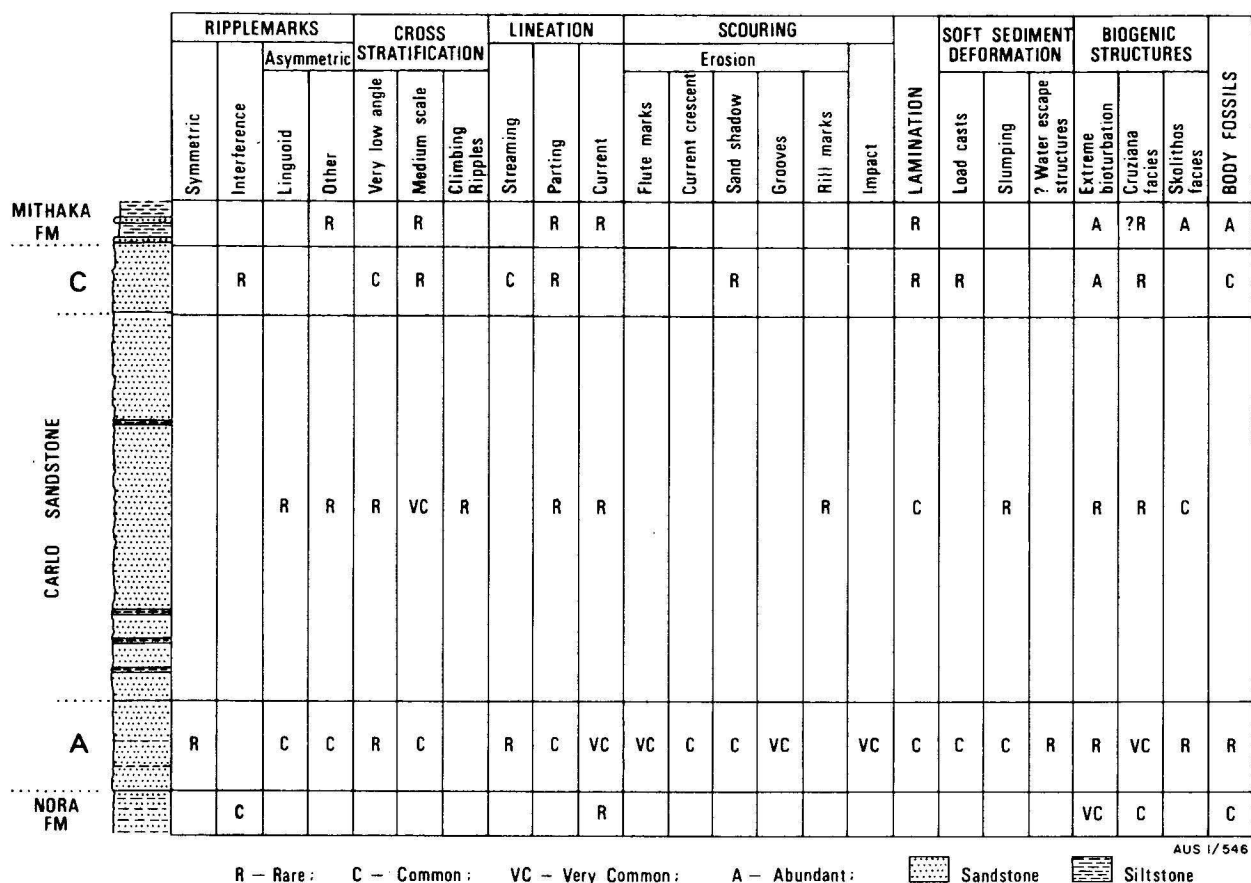 RIPPLEMARKS CROSS STRATIFICATION LINEATION SCOURING LAMINATION SOFT SEDIMENT DEFORMATION BIOGENIC STRUCTURES BODY FOSSILS
Asymmetric Erosion
Symmetric Interference Linguoid Other Very low angle Medium scale Climbing Ripples Streaming Parting Current Flute marks Current crescent Sand shadow Grooves Rill marks Impact Load casts Slumping ? Water escape structures Extreme bioturbation Cruziana facies Skolithos facies
MITHAKA FM R R R R R A ?R A A
C R C R C R R R R A R C
CARLO SANDSTONE R R R VC R R R R C R R R C
A R C C R C R C VC VC C C VC VC C C C R R VC R R
NORA FM C R VC C C
AUS 1/546
R – Rare; C – Common; VC – Very Common; A – Abundant; Sandstone Siltstone